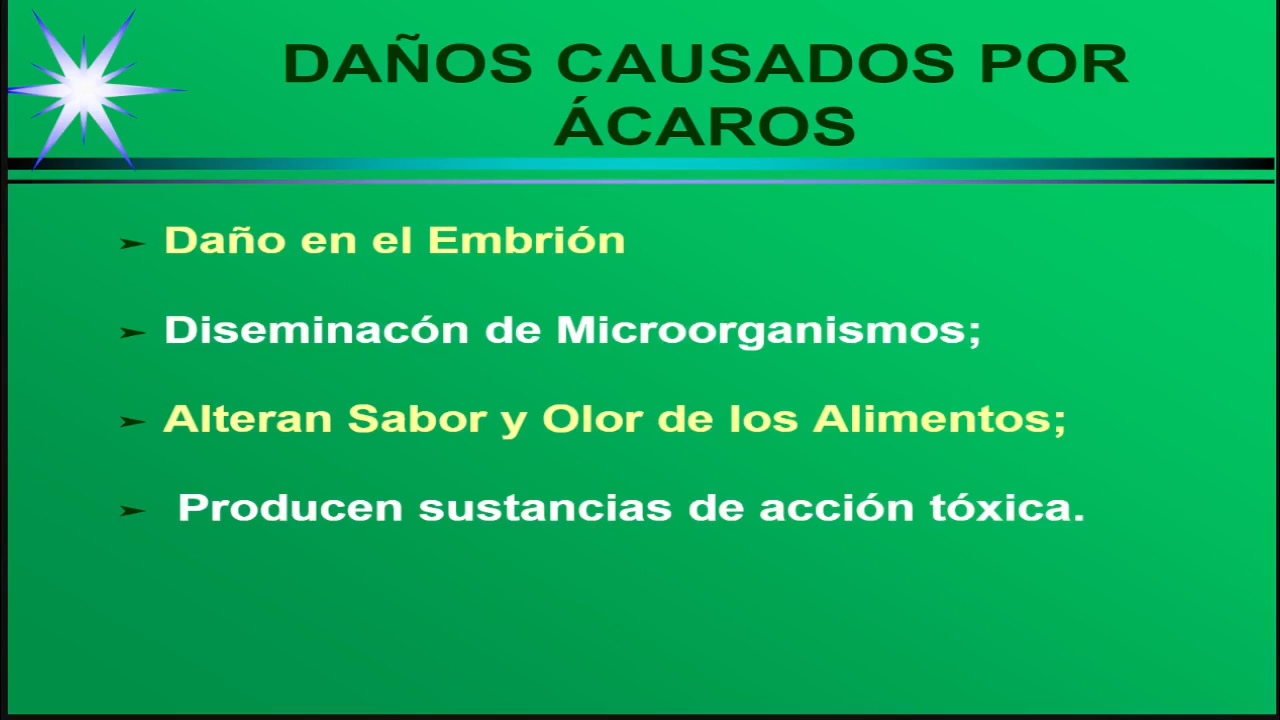 DAÑOS CAUSADOS POR
ÁCAROS
➢ Daño en el Embrión
➢ Diseminacón de Microorganismos;
➢ Alteran Sabor y Olor de los Alimentos;
➢ Producen sustancias de acción tóxica.